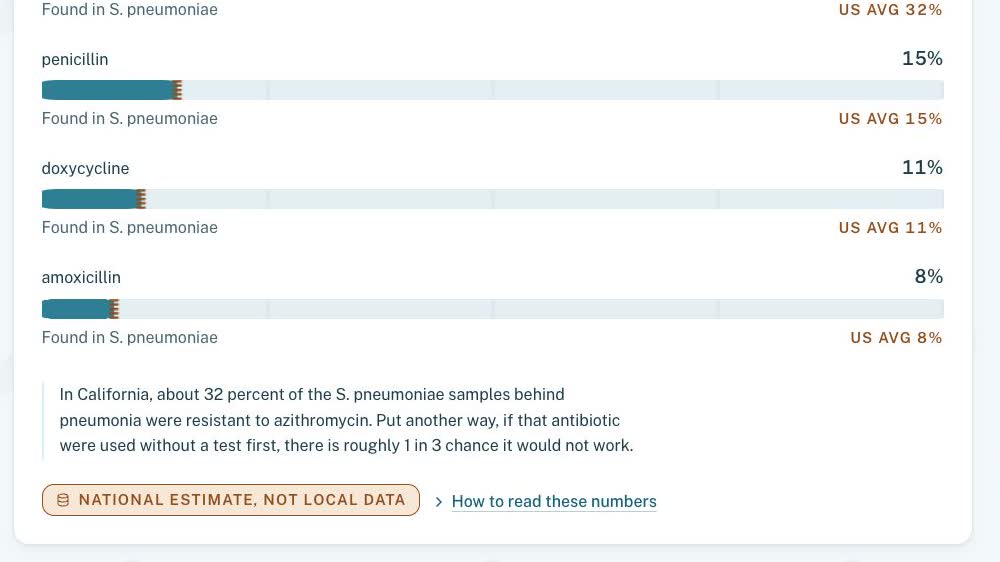 Found in S. pneumoniae US AVG 32%
penicillin 15%
Found in S. pneumoniae US AVG 15%
doxycycline 11%
Found in S. pneumoniae US AVG 11%
amoxicillin 8%
Found in S. pneumoniae US AVG 8%
In California, about 32 percent of the S. pneumoniae samples behind
pneumonia were resistant to azithromycin. Put another way, if that antibiotic
were used without a test first, there is roughly 1 in 3 chance it would not work.
NATIONAL ESTIMATE, NOT LOCAL DATA › How to read these numbers